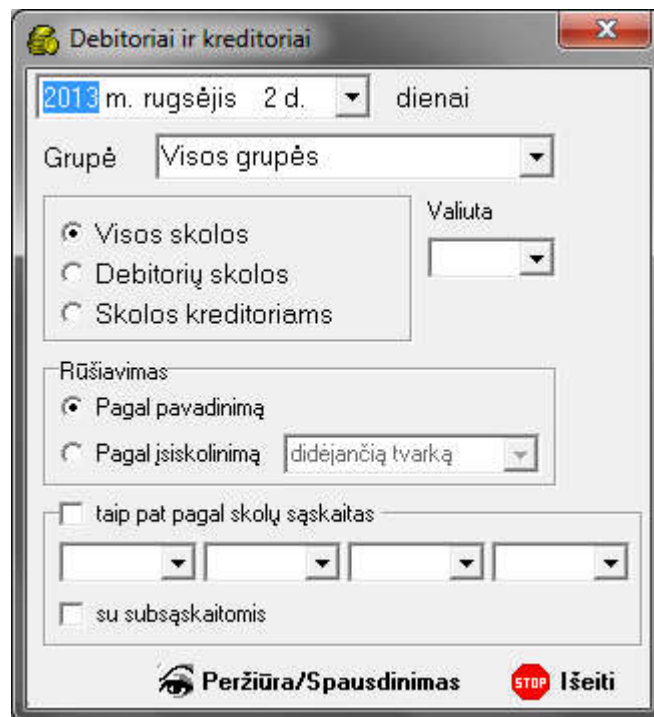 Debitoriai ir kreditoriai
2013 m. rugsėjis 2 d. dienai
Grupė Visos grupės
Valiuta
Visos skolos
Debitorių skolos
Skolos kreditoriams
Rūšiavimas
Pagal pavadinimą
Pagal įsiskolinimą didėjančią tvarką
taip pat pagal skolų sąskaitas
su subsąskaitomis
Peržiūra/Spausdinimas STOP Išeiti